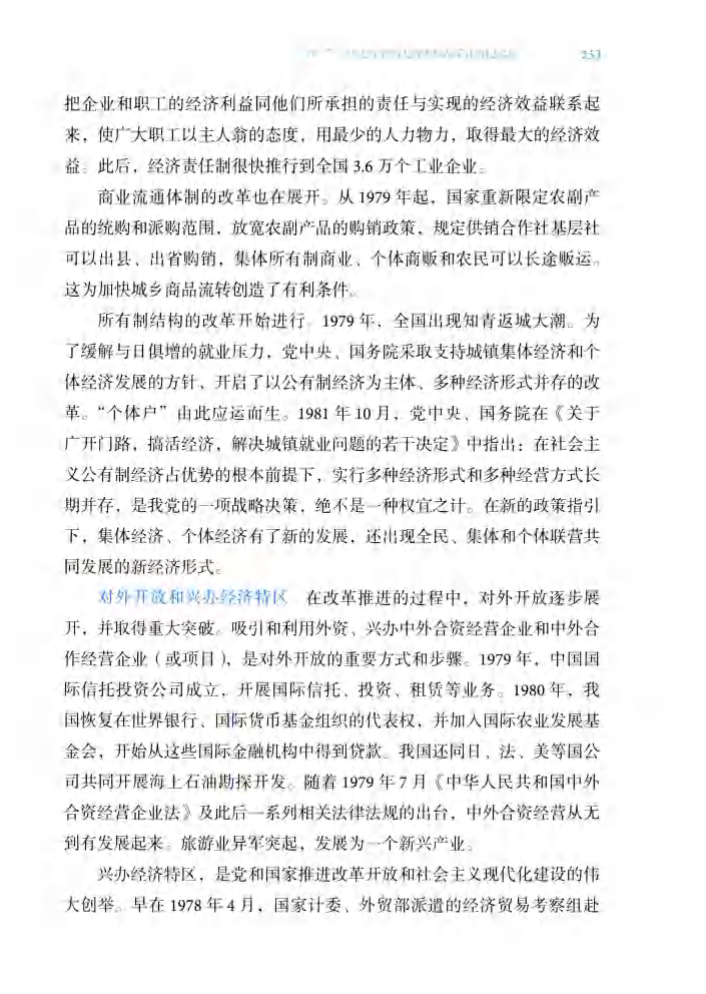 233
把企业和职工的经济利益同他们所承担的责任与实现的经济效益联系起
来，使广大职工以主人翁的态度，用最少的人力物力，取得最大的经济效
益。此后，经济责任制很快推行到全国 3.6 万个工业企业。
商业流通体制的改革也在展开。从 1979 年起，国家重新限定农副产
品的统购和派购范围，放宽农副产品的购销政策，规定供销合作社基层社
可以出县、出省购销，集体所有制商业、个体商贩和农民可以长途贩运。
这为加快城乡商品流转创造了有利条件。
所有制结构的改革开始进行。1979 年，全国出现知青返城大潮。为
了缓解与日俱增的就业压力，党中央、国务院采取支持城镇集体经济和个
体经济发展的方针，开启了以公有制经济为主体、多种经济形式并存的改
革。“个体户”由此应运而生。1981 年 10 月，党中央、国务院在《关于
广开门路，搞活经济，解决城镇就业问题的若干决定》中指出：在社会主
义公有制经济占优势的根本前提下，实行多种经济形式和多种经营方式长
期并存，是我党的一项战略决策，绝不是一种权宜之计。在新的政策指引
下，集体经济、个体经济有了新的发展，还出现全民、集体和个体联营共
同发展的新经济形式。
对外开放和兴办经济特区　在改革推进的过程中，对外开放逐步展
开，并取得重大突破。吸引和利用外资、兴办中外合资经营企业和中外合
作经营企业（或项目），是对外开放的重要方式和步骤。1979 年，中国国
际信托投资公司成立，开展国际信托、投资、租赁等业务。1980 年，我
国恢复在世界银行、国际货币基金组织的代表权，并加入国际农业发展基
金会，开始从这些国际金融机构中得到贷款。我国还同日、法、美等国公
司共同开展海上石油勘探开发。随着 1979 年 7 月《中华人民共和国中外
合资经营企业法》及此后一系列相关法律法规的出台，中外合资经营从无
到有发展起来。旅游业异军突起，发展为一个新兴产业。
兴办经济特区，是党和国家推进改革开放和社会主义现代化建设的伟
大创举。早在 1978 年 4 月，国家计委、外贸部派遣的经济贸易考察组赴